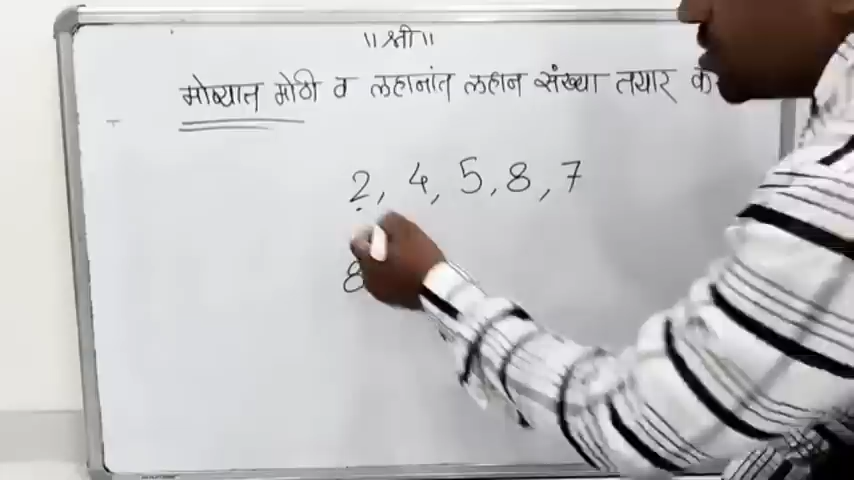 ॥श्री॥
मोठ्यात मोठी व लहानांत लहान संख्या तयार क
2, 4, 5, 8, 7
8